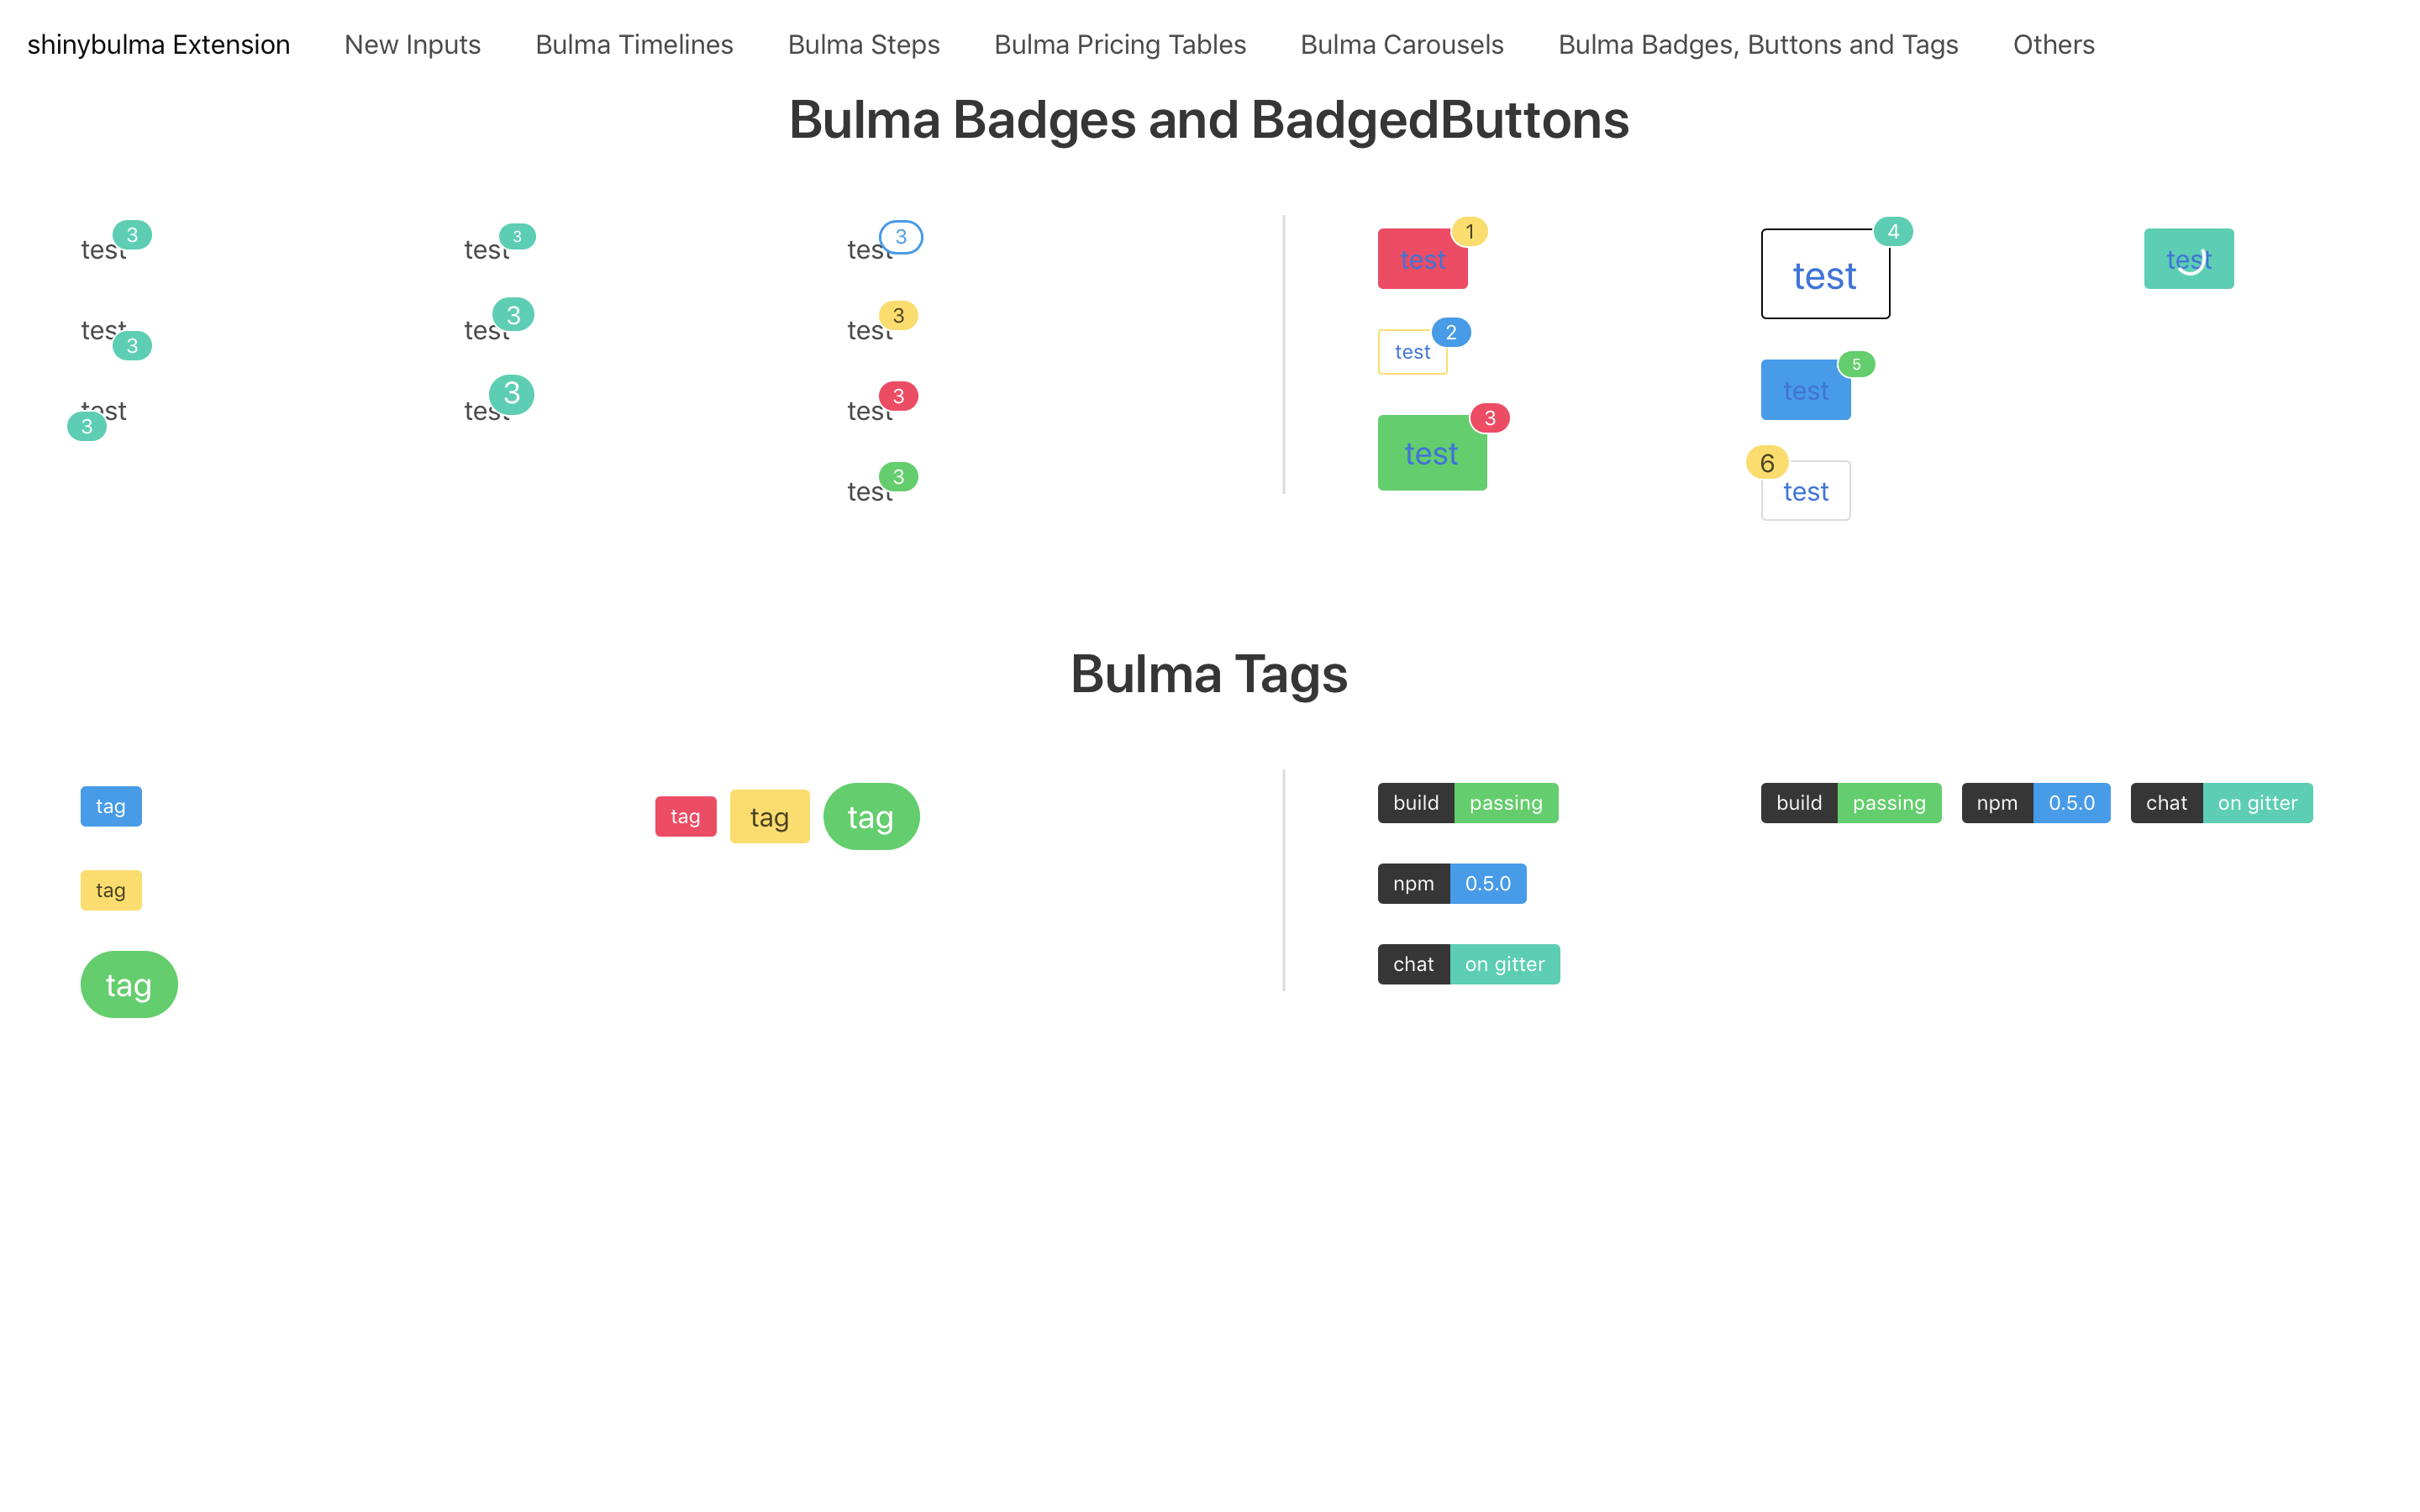 shinybulma Extension New Inputs Bulma Timelines Bulma Steps Bulma Pricing Tables Bulma Carousels Bulma Badges, Buttons and Tags Others
Bulma Badges and BadgedButtons
test 3 test 3 test 3 test 1 test 4 test
test 3 test 3 test 3 test 2 test 5
test 3 test 3 test 3 test 3 test 6
test 3
Bulma Tags
tag tag tag tag build passing build passing npm 0.5.0 chat on gitter
tag npm 0.5.0
tag chat on gitter